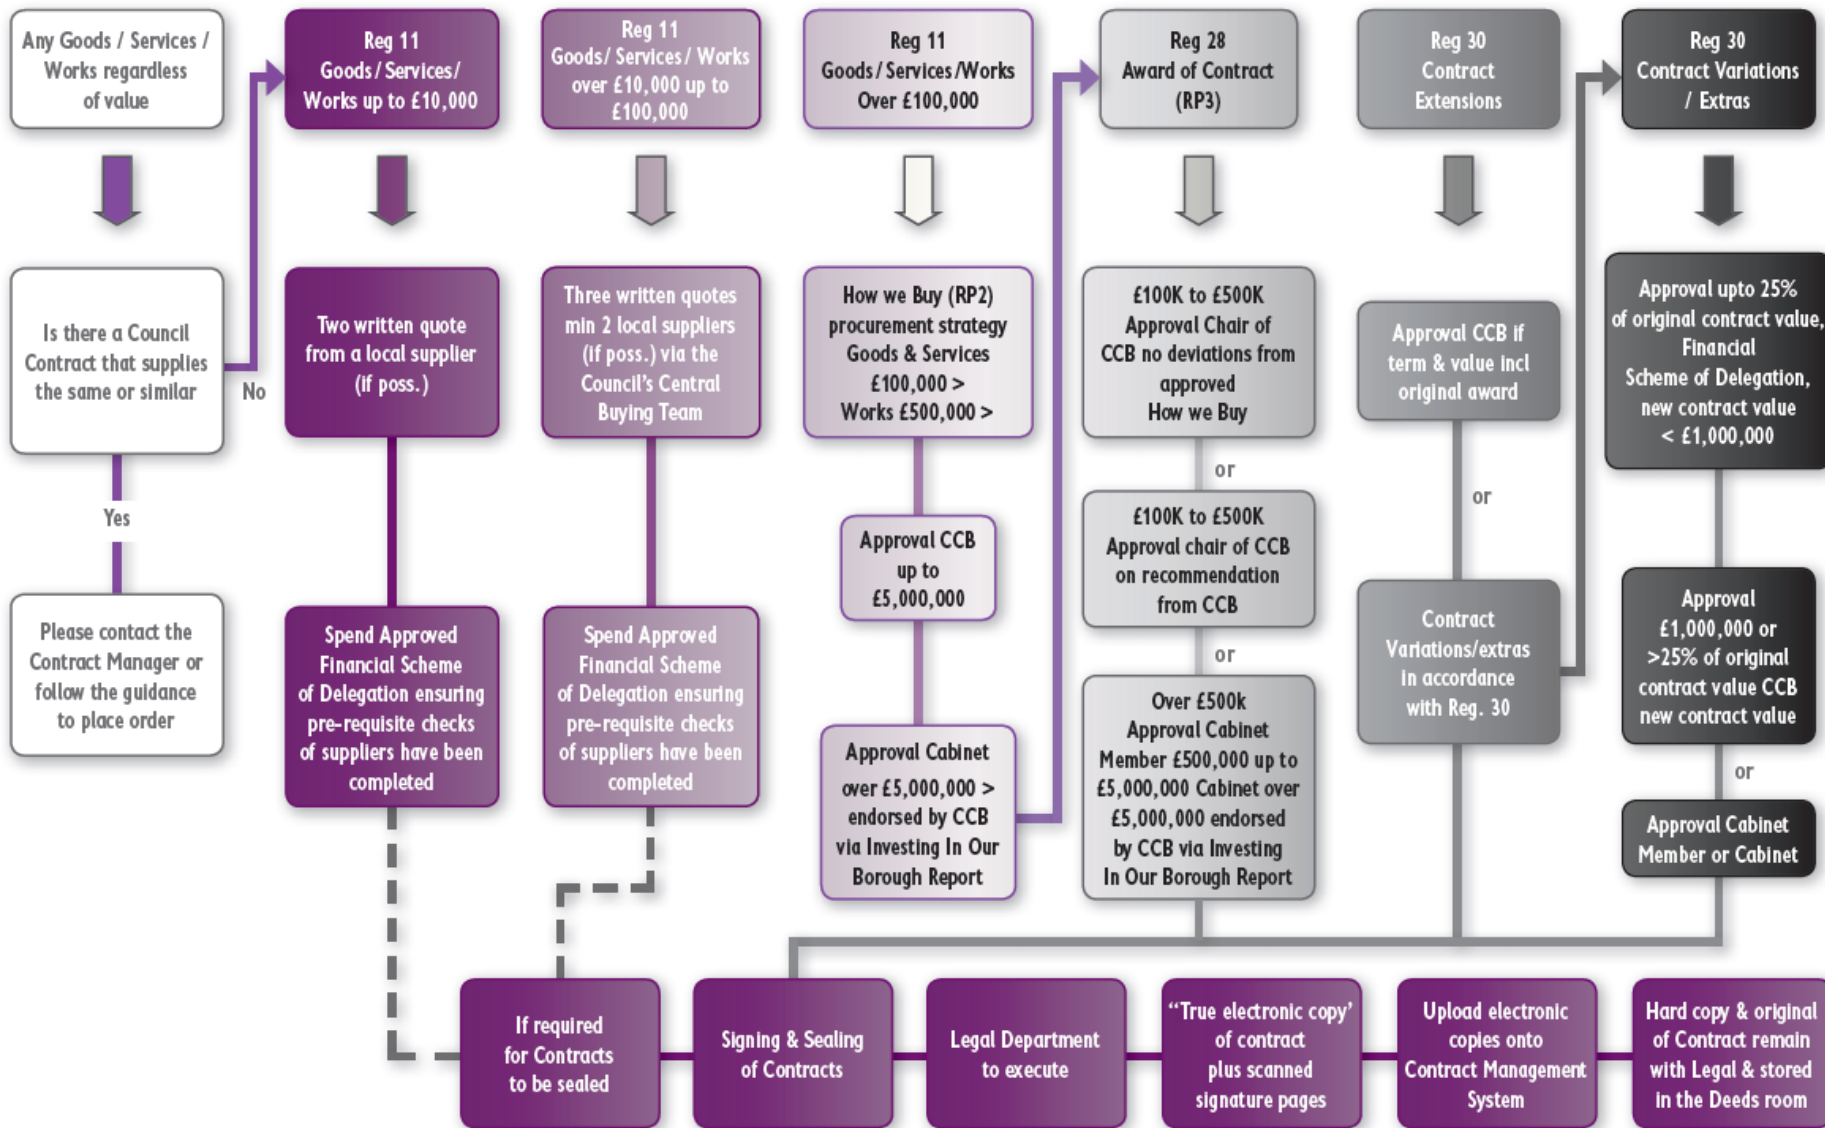 Any Goods / Services /
Works regardless
of value
Is there a Council
Contract that supplies
the same or similar
No
Yes
Please contact the
Contract Manager or
follow the guidance
to place order
Reg 11
Goods/Services/
Works up to £10,000
Two written quote
from a local supplier
(if poss.)
Spend Approved
Financial Scheme
of Delegation ensuring
pre-requisite checks
of suppliers have been
completed
Reg 11
Goods/ Services/ Works
over £10,000 up to
£100,000
Three written quotes
min 2 local suppliers
(if poss.) via the
Council's Central
Buying Team
Spend Approved
Financial Scheme
of Delegation ensuring
pre-requisite checks
of suppliers have been
completed
Reg 11
Goods/ Services /Works
Over £100,000
How we Buy (RP2)
procurement strategy
Goods & Services
£100,000 >
Works £500,000 >
Approval CCB
up to
£5,000,000
Approval Cabinet
over £5,000,000 >
endorsed by CCB
via Investing In Our
Borough Report
Reg 28
Award of Contract
(RP3)
£100K to £500K
Approval Chair of
CCB no deviations from
approved
How we Buy
or
£100K to £500K
Approval chair of CCB
on recommendation
from CCB
or
Over £500k
Approval Cabinet
Member £500,000 up to
£5,000,000 Cabinet over
£5,000,000 endorsed
by CCB via Investing
In Our Borough Report
Reg 30
Contract
Extensions
Approval CCB if
term & value incl
original award
or
Contract
Variations/extras
in accordance
with Reg. 30
Reg 30
Contract Variations
/ Extras
Approval upto 25%
of original contract value,
Financial
Scheme of Delegation,
new contract value
< £1,000,000
Approval
£1,000,000 or
>25% of original
contract value CCB
new contract value
or
Approval Cabinet
Member or Cabinet
If required
for Contracts
to be sealed
Signing & Sealing
of Contracts
Legal Department
to execute
“True electronic copy’
of contract
plus scanned
signature pages
Upload electronic
copies onto
Contract Management
System
Hard copy & original
of Contract remain
with Legal & stored
in the Deeds room